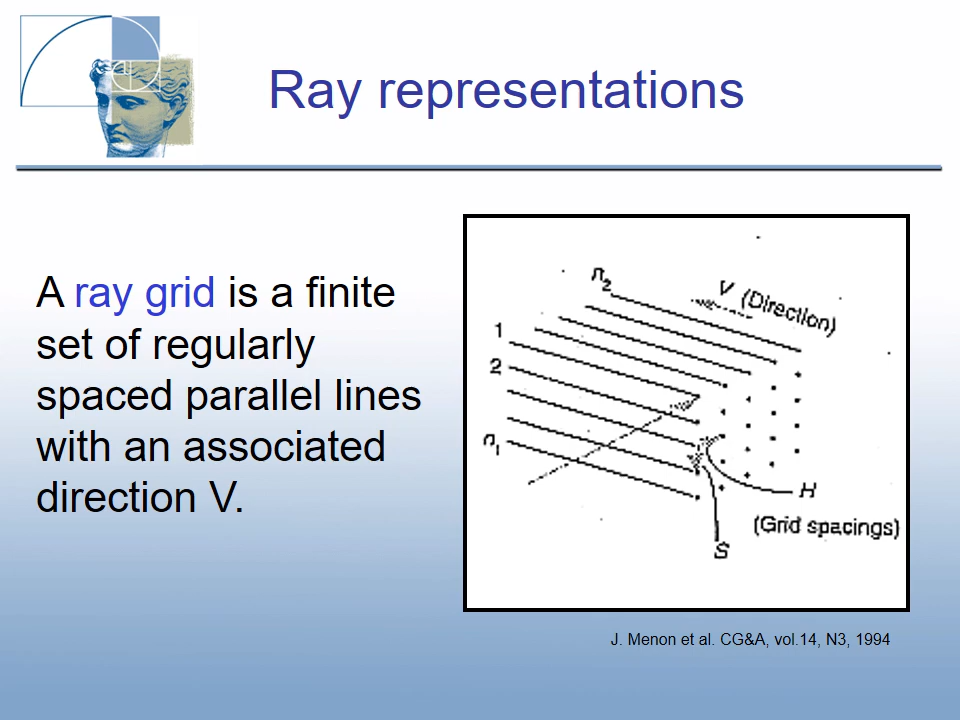 Ray representations
A ray grid is a finite
set of regularly
spaced parallel lines
with an associated
direction V.
n2
V (Direction)
1
2
n1
H
(Grid spacings)
S
J. Menon et al. CG&A, vol.14, N3, 1994